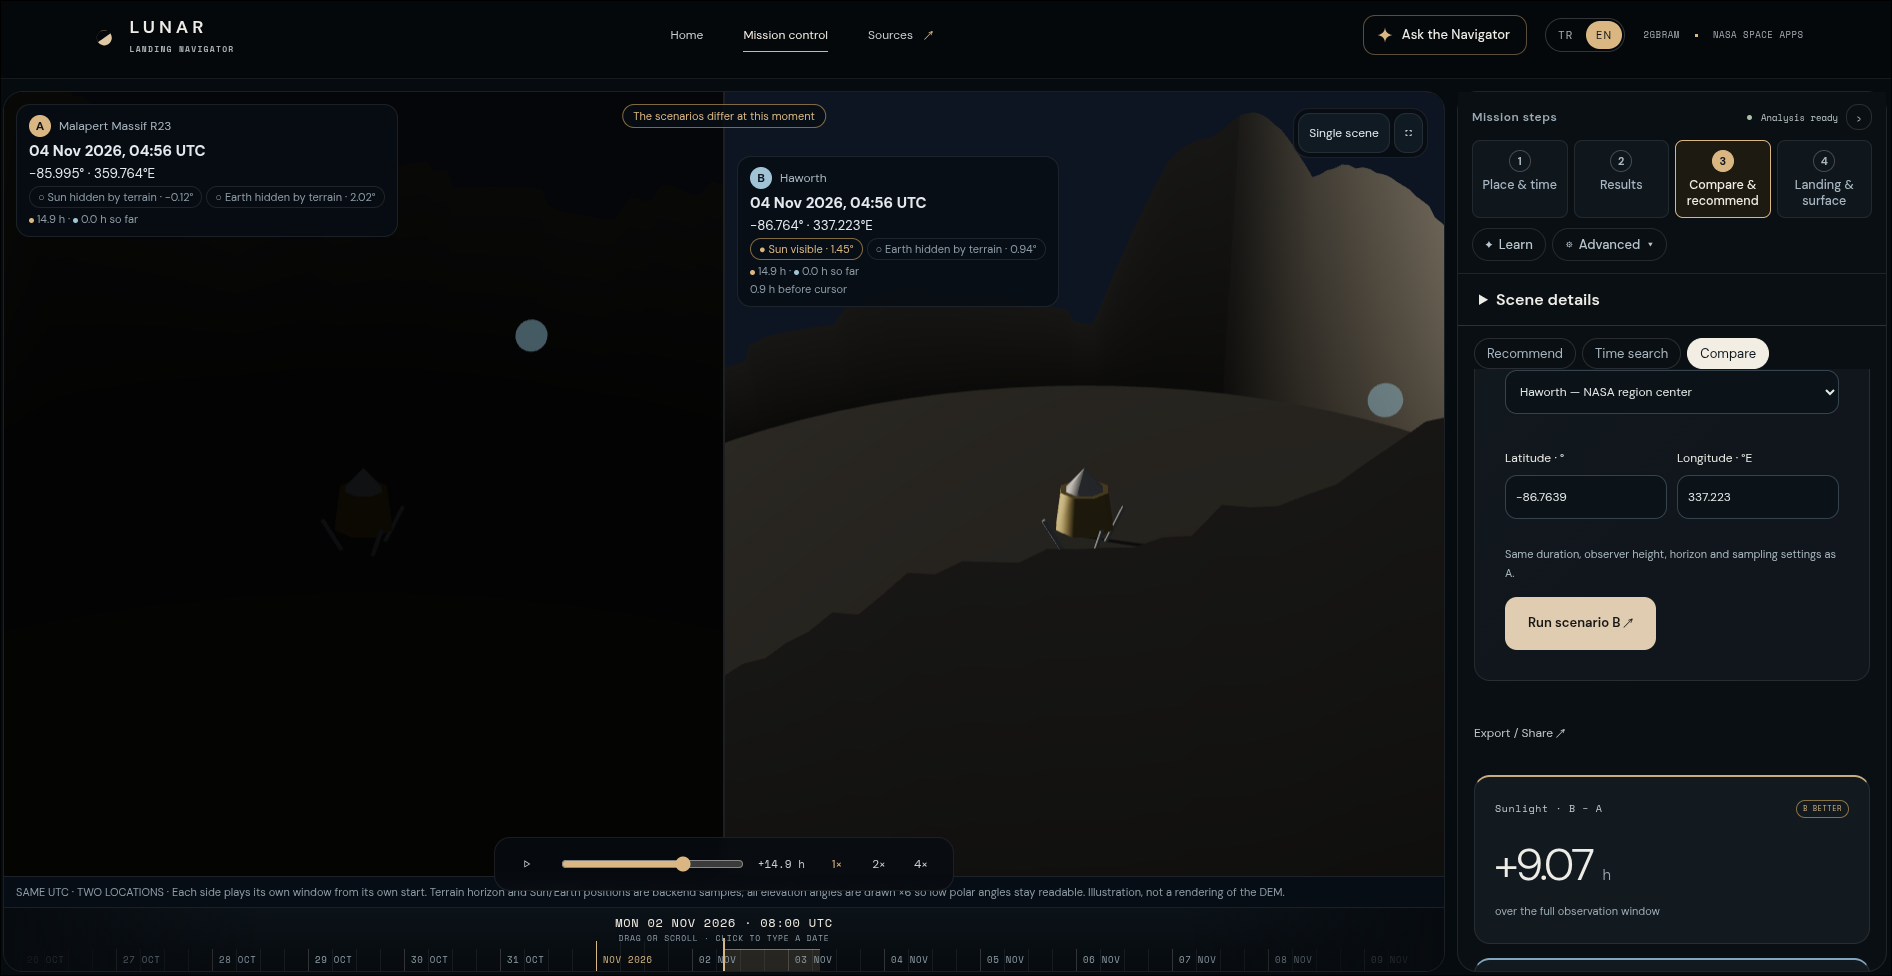 LUNAR
LANDING NAVIGATOR
Home
Mission control
Sources ↗
Ask the Navigator
TR
EN
2GBRAM • NASA SPACE APPS
A Malapert Massif R23
04 Nov 2026, 04:56 UTC
-85.995° · 359.764°E
○ Sun hidden by terrain · -0.12°
○ Earth hidden by terrain · 2.02°
14.9 h · 0.0 h so far
The scenarios differ at this moment
B Haworth
04 Nov 2026, 04:56 UTC
-86.764° · 337.223°E
● Sun visible · 1.45°
○ Earth hidden by terrain · 0.94°
14.9 h · 0.0 h so far
0.9 h before cursor
Single scene
+14.9 h
1×
2×
4×
SAME UTC · TWO LOCATIONS · Each side plays its own window from its own start. Terrain horizon and Sun/Earth positions are backend samples; all elevation angles are drawn ×6 so low polar angles stay readable. Illustration, not a rendering of the DEM.
MON 02 NOV 2026 · 08:00 UTC
DRAG OR SCROLL · CLICK TO TYPE A DATE
26 OCT
27 OCT
28 OCT
29 OCT
30 OCT
31 OCT
NOV 2026
02 NOV
03 NOV
04 NOV
05 NOV
06 NOV
07 NOV
08 NOV
09 NOV
Mission steps
Analysis ready
1
Place & time
2
Results
3
Compare &
recommend
4
Landing &
surface
Learn
Advanced
Scene details
Recommend
Time search
Compare
Haworth — NASA region center
Latitude · °
Longitude · °E
-86.7639
337.223
Same duration, observer height, horizon and sampling settings as
A.
Run scenario B ↗
Export / Share ↗
Sunlight · B − A
B BETTER
+9.07 h
over the full observation window